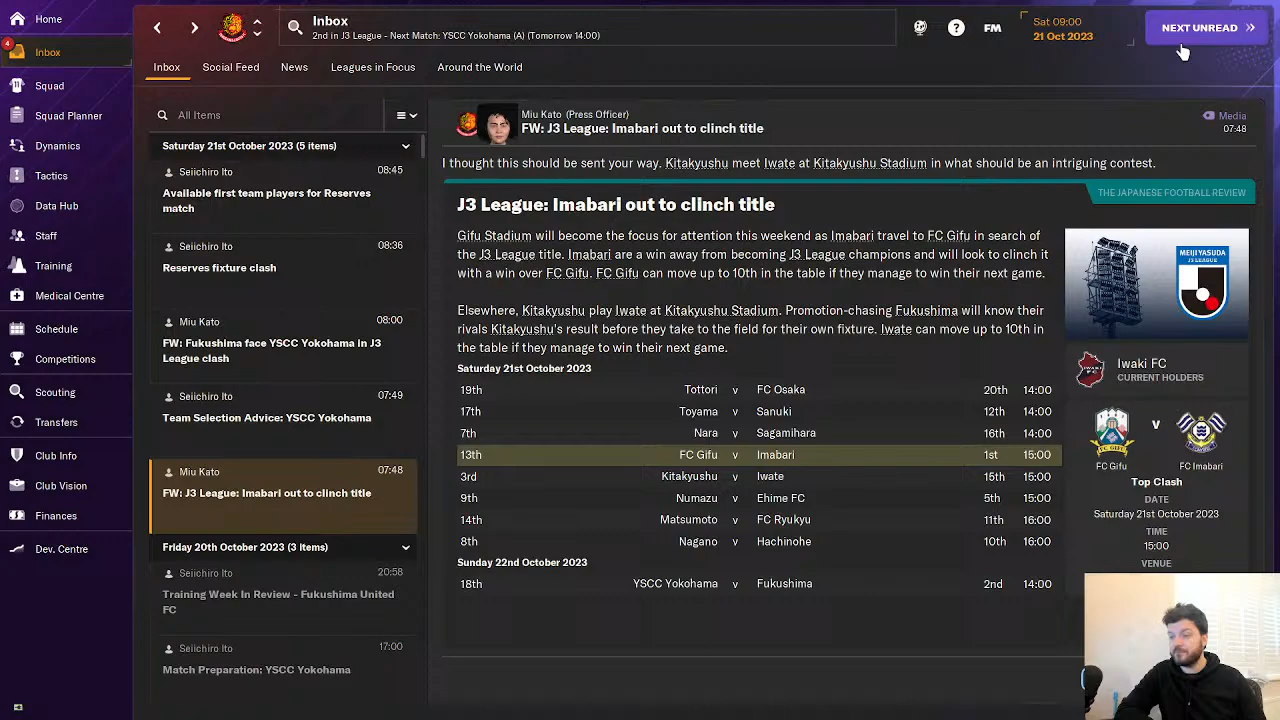 Home
4
Inbox
Squad
Squad Planner
Dynamics
Tactics
Data Hub
Staff
Training
Medical Centre
Schedule
Competitions
Scouting
Transfers
Club Info
Club Vision
Finances
Dev. Centre
Inbox
2nd in J3 League - Next Match: YSCC Yokohama (A) (Tomorrow 14:00)
?
FM
Sat 09:00
21 Oct 2023
NEXT UNREAD
Inbox Social Feed News Leagues in Focus Around the World
All Items
Saturday 21st October 2023 (5 items)
Seiichiro Ito 08:45
Available first team players for Reserves
match
Seiichiro Ito 08:36
Reserves fixture clash
Miu Kato 08:00
FW: Fukushima face YSCC Yokohama in J3
League clash
Seiichiro Ito 07:49
Team Selection Advice: YSCC Yokohama
Miu Kato 07:48
FW: J3 League: Imabari out to clinch title
Friday 20th October 2023 (3 Items)
Seiichiro Ito 20:58
Training Week In Review - Fukushima United
FC
Seiichiro Ito 17:00
Match Preparation: YSCC Yokohama
Miu Kato (Press Officer)
FW: J3 League: Imabari out to clinch title
Media
07:48
I thought this should be sent your way. Kitakyushu meet Iwate at Kitakyushu Stadium in what should be an intriguing contest.
THE JAPANESE FOOTBALL REVIEW
J3 League: Imabari out to clinch title
Gifu Stadium will become the focus for attention this weekend as Imabari travel to FC Gifu in search of
the league title. Imabari are a win away from becoming J3 League champions and will look to clinch it
with a win over FC Gifu. FC Gifu can move up to 10th in the table if they manage to win their next game.
Elsewhere, Kitakyushu play Iwate at Kitakyushu Stadium. Promotion-chasing Fukushima will know their
rivals Kitakyushu's result before they take to the field for their own fixture. Iwate can move up to 10th in
the table if they manage to win their next game.
Saturday 21st October 2023
19th Tottori v FC Osaka 20th 14:00
17th Toyama v Sanuki 12th 14:00
7th Nara v Sagamihara 16th 14:00
13th FC Gifu v Imabari 1st 15:00
3rd Kitakyushu v Iwate 15th 15:00
9th Numazu v Ehime FC 5th 15:00
14th Matsumoto v FC Ryukyu 11th 16:00
8th Nagano v Hachinohe 10th 16:00
Sunday 22nd October 2023
18th YSCC Yokohama v Fukushima 2nd 14:00
MEIJI YASUDA
J3 LEAGUE
Iwaki FC
CURRENT HOLDERS
v
FC Gifu FC Imabari
Top Clash
DATE
Saturday 21st October 2023
TIME
15:00
VENUE